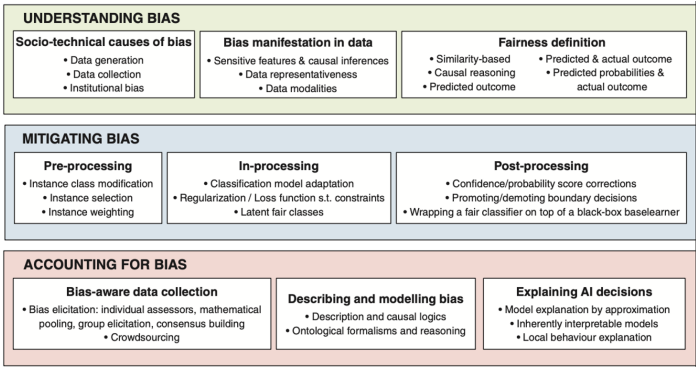 UNDERSTANDING BIAS
Socio-technical causes of bias
• Data generation
• Data collection
• Institutional bias
Bias manifestation in data
• Sensitive features & causal inferences
• Data representativeness
• Data modalities
Fairness definition
• Similarity-based
• Causal reasoning
• Predicted outcome
• Predicted & actual outcome
• Predicted probabilities &
actual outcome
MITIGATING BIAS
Pre-processing
• Instance class modification
• Instance selection
• Instance weighting
In-processing
• Classification model adaptation
• Regularization / Loss function s.t. constraints
• Latent fair classes
Post-processing
• Confidence/probability score corrections
• Promoting/demoting boundary decisions
• Wrapping a fair classifier on top of a black-box baselearner
ACCOUNTING FOR BIAS
Bias-aware data collection
• Bias elicitation: individual assessors, mathematical
pooling, group elicitation, consensus building
• Crowdsourcing
Describing and modelling bias
• Description and causal logics
• Ontological formalisms and reasoning
Explaining AI decisions
• Model explanation by approximation
• Inherently interpretable models
• Local behaviour explanation